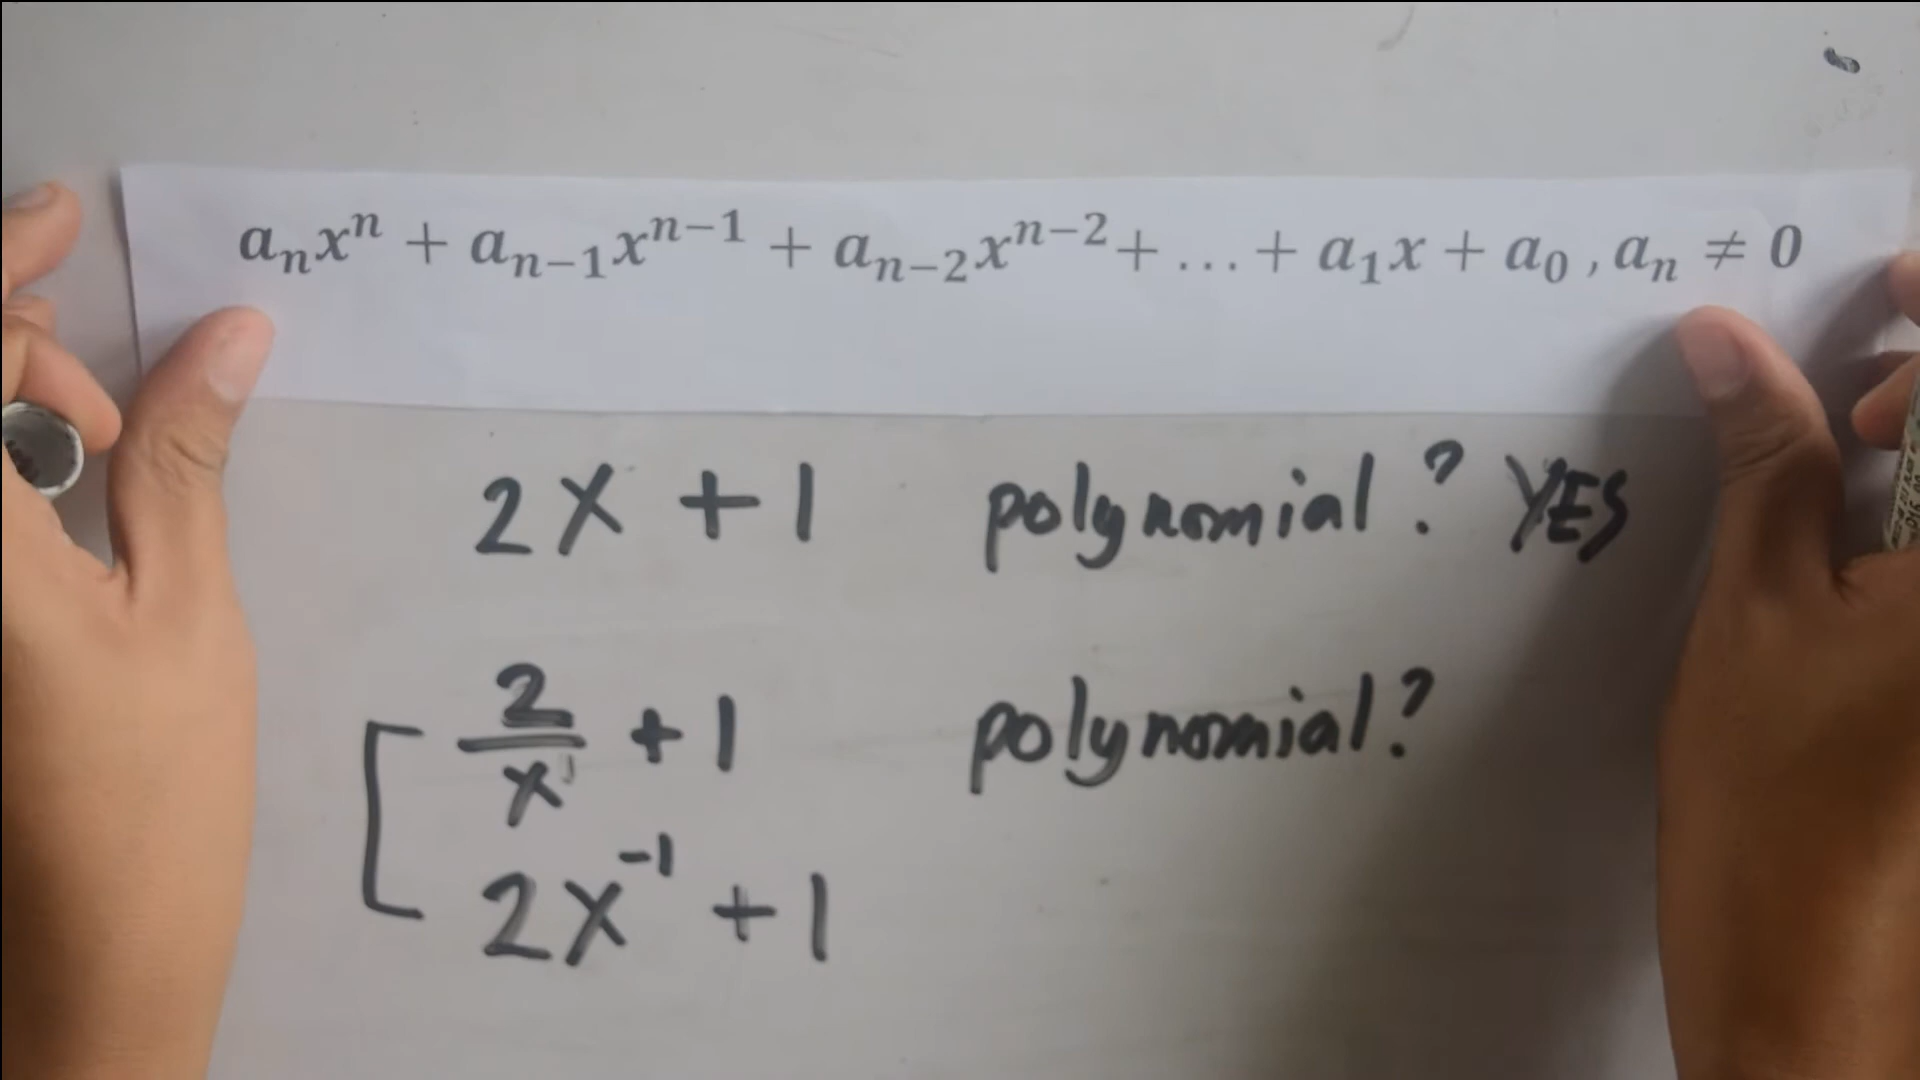 aₙxⁿ + aₙ₋₁xⁿ⁻¹ + aₙ₋₂xⁿ⁻² + ... + a₁x + a₀ , aₙ ≠ 0
2x + 1 polynomial? YES
2/x¹ + 1 polynomial?
2x⁻¹ + 1